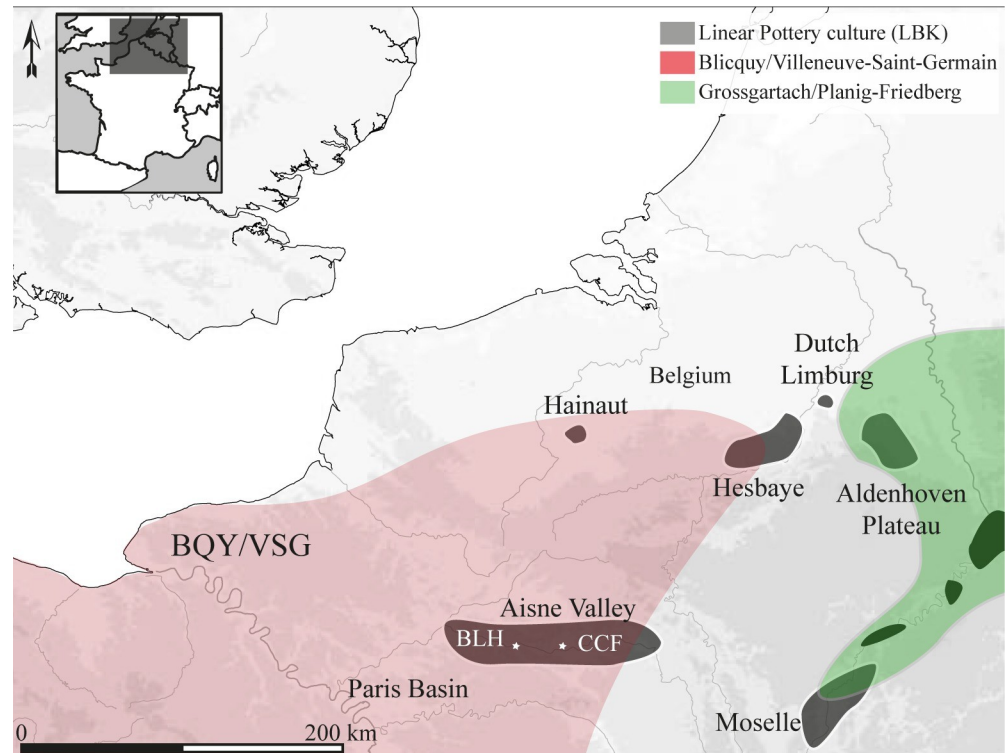 Linear Pottery culture (LBK)
Blicquy/Villeneuve-Saint-Germain
Grossgartach/Planig-Friedberg
Dutch
Limburg
Belgium
Hainaut
Hesbaye
Aldenhoven
Plateau
BQY/VSG
Aisne Valley
BLH
CCF
Paris Basin
Moselle
0
200 km